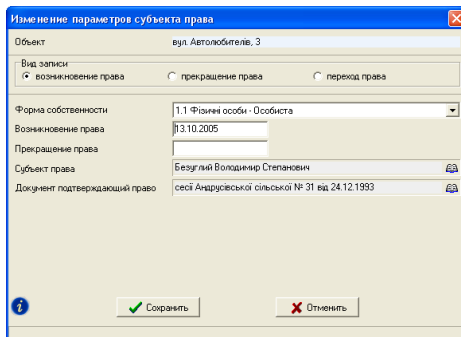 Изменение параметров субъекта права
Объект вул. Автолюбителів, 3
Вид записи
возникновение права прекращение права переход права
Форма собственности 1.1 Фізичні особи - Особиста
Возникновение права 13.10.2005
Прекращение права
Субъект права Безуглий Володимир Степанович
Документ подтверждающий право сесії Андрусівської сільської № 31 від 24.12.1993
Сохранить Отменить